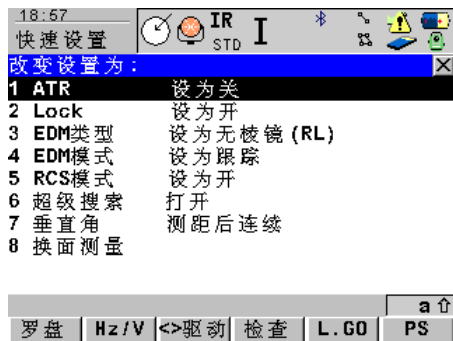 18:57
快速设置
IR
STD
I
改变设置为：
1 ATR 设为关
2 Lock 设为开
3 EDM类型 设为无棱镜(RL)
4 EDM模式 设为跟踪
5 RCS模式 设为开
6 超级搜索 打开
7 垂直角 测距后连续
8 换面测量
a⇧
罗盘 Hz/V <>驱动 检查 L.GO PS